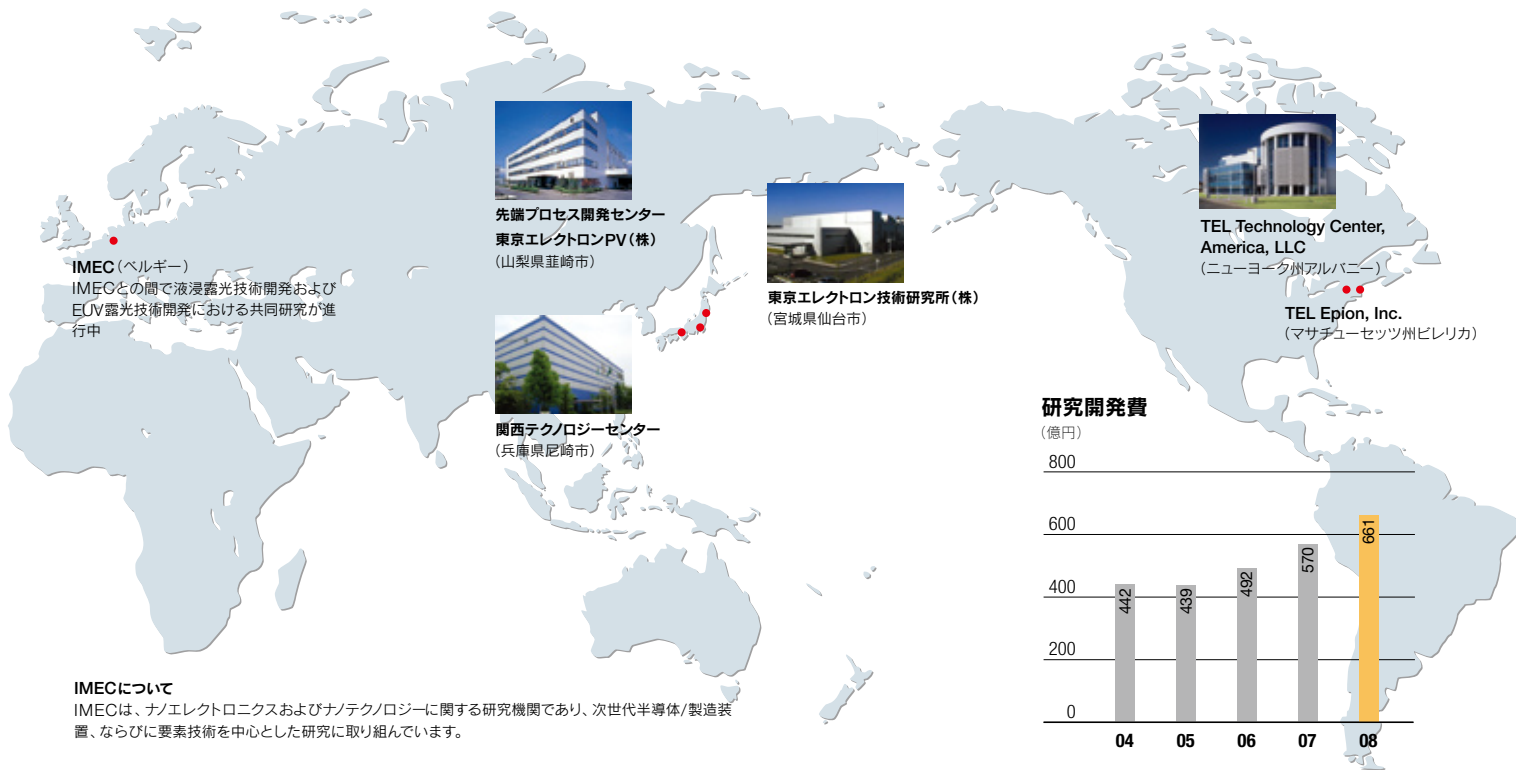 先端プロセス開発センター
東京エレクトロンPV(株)
(山梨県韮崎市)
東京エレクトロン技術研究所(株)
(宮城県仙台市)
TEL Technology Center,
America, LLC
(ニューヨーク州アルバニー)
TEL Epion, Inc.
(マサチューセッツ州ビレリカ)
IMEC(ベルギー)
IMECとの間で液浸露光技術開発および
EUV露光技術開発における共同研究が進
行中
関西テクノロジーセンター
(兵庫県尼崎市)
研究開発費
(億円)
800
600
400
200
0
442
439
492
570
661
04
05
06
07
08
IMECについて
IMECは、ナノエレクトロニクスおよびナノテクノロジーに関する研究機関であり、次世代半導体/製造装
置、ならびに要素技術を中心とした研究に取り組んでいます。